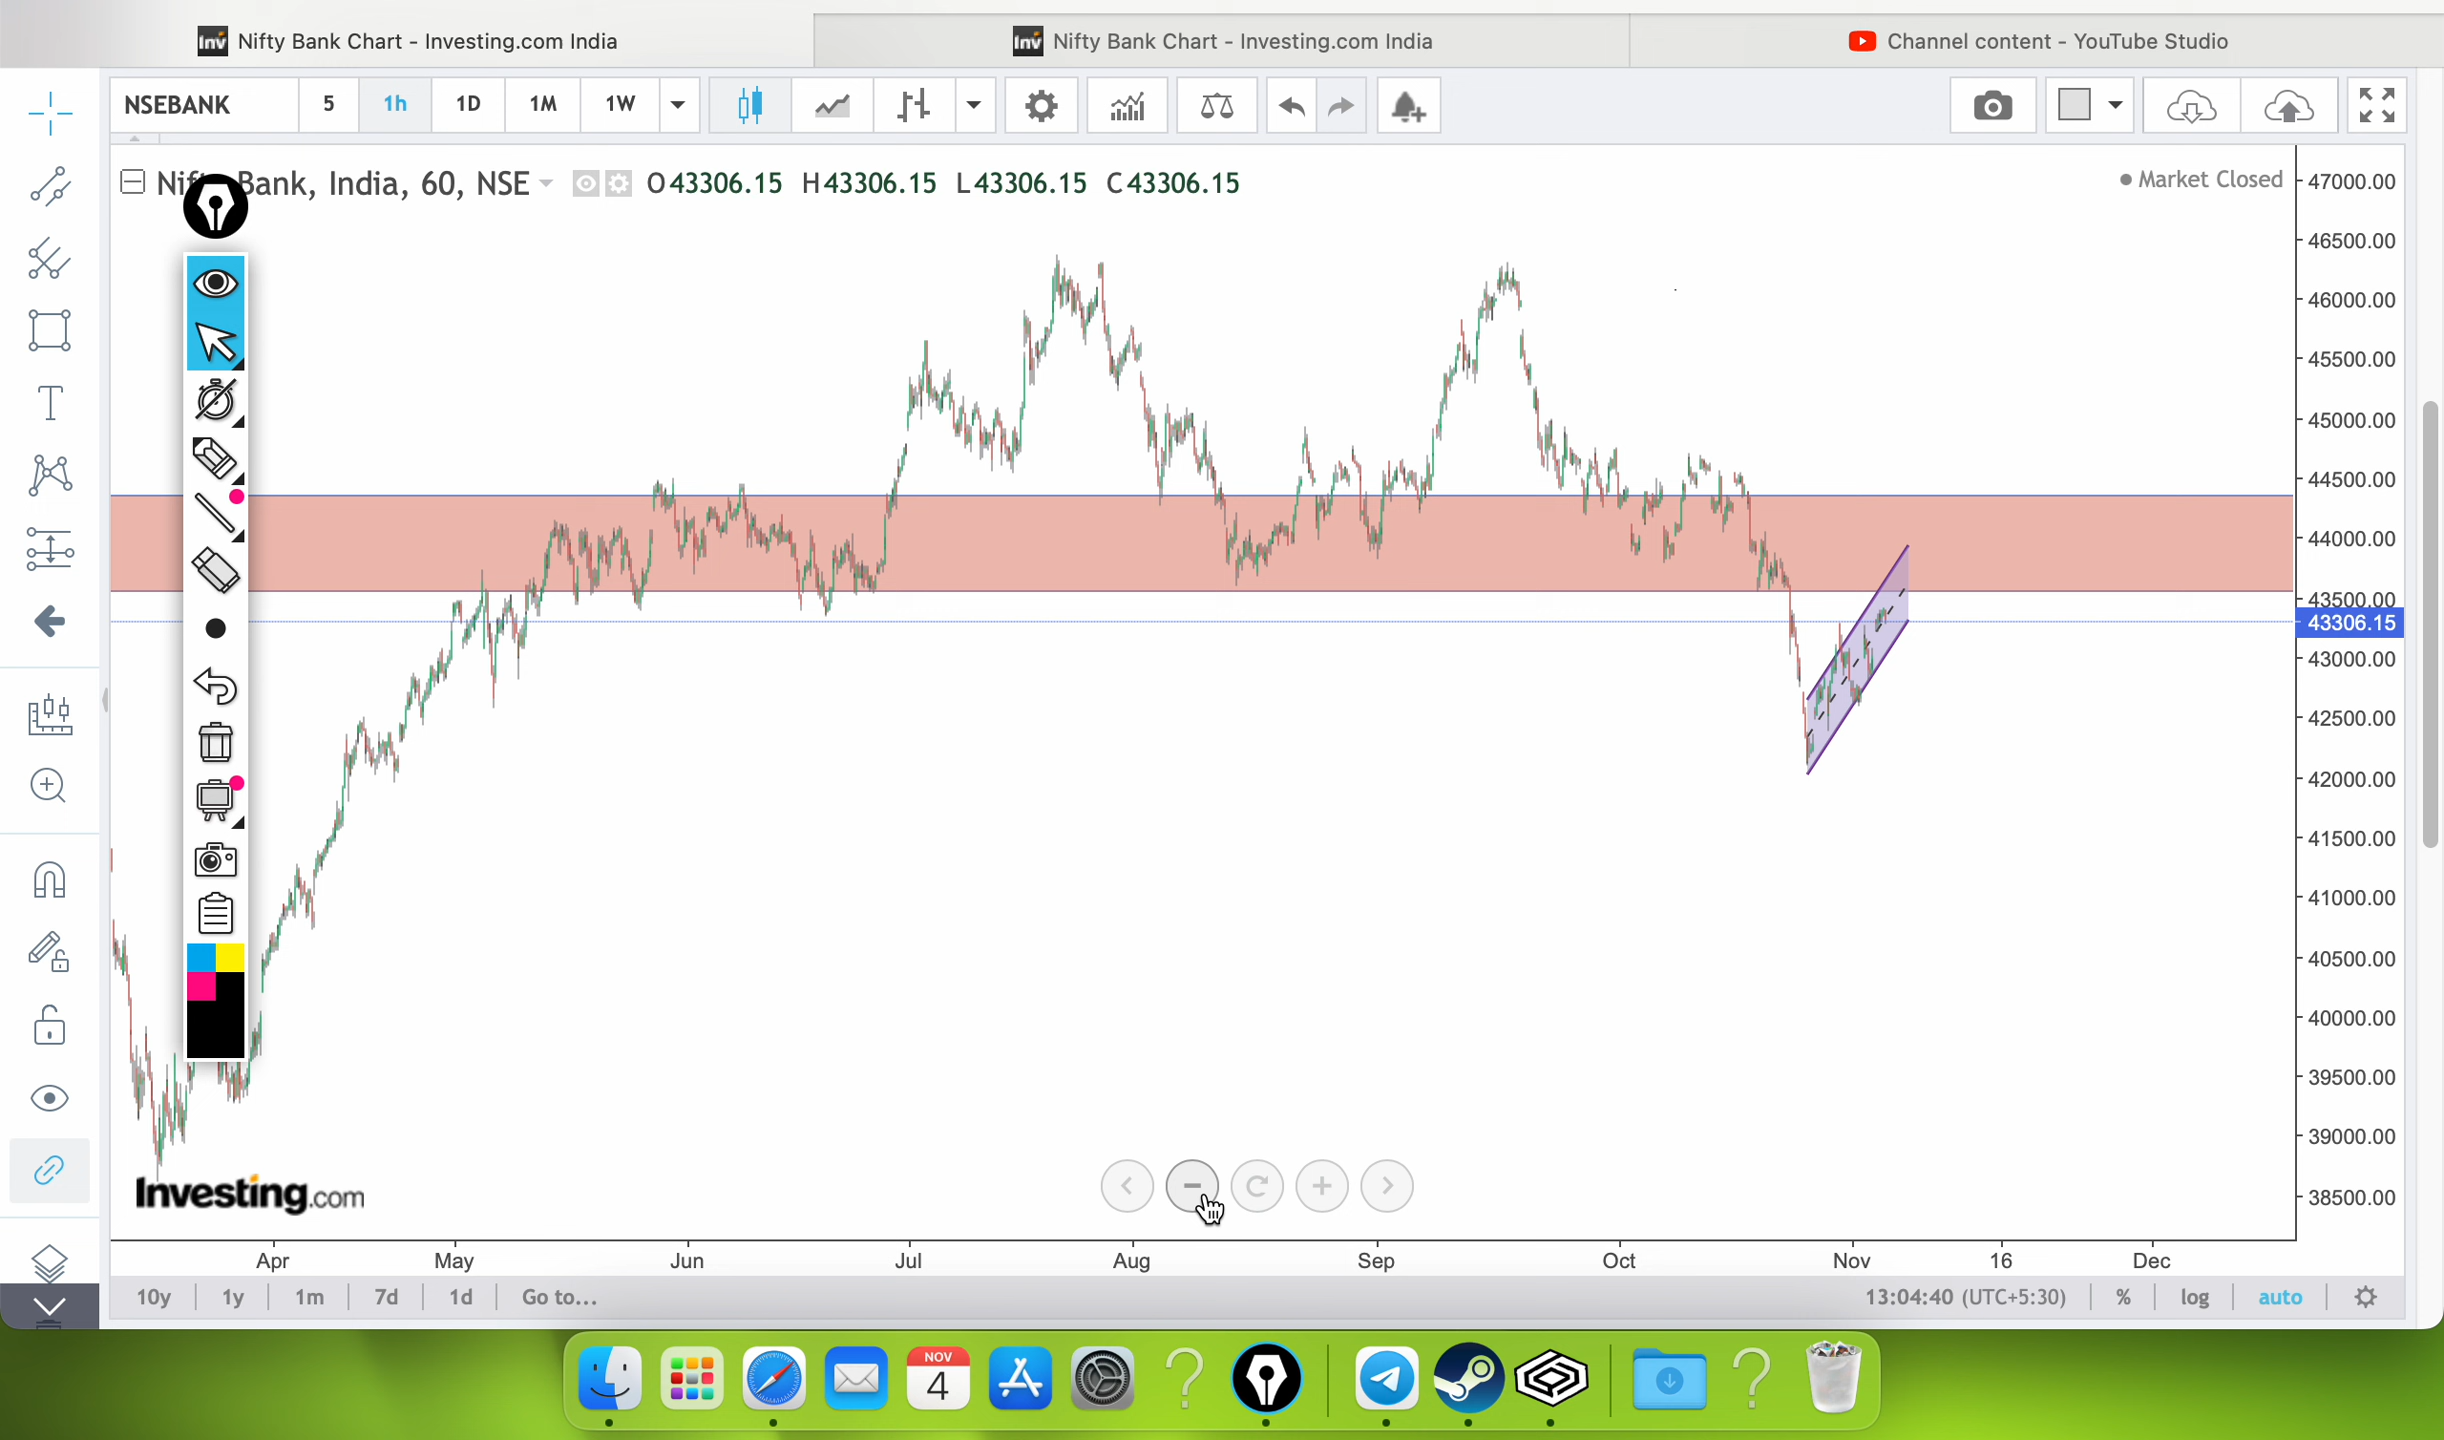 Nifty Bank Chart - Investing.com India
Nifty Bank Chart - Investing.com India
Channel content - YouTube Studio
NSEBANK 5 1h 1D 1M 1W
Bank, India, 60, NSE O43306.15 H43306.15 L43306.15 C43306.15
Market Closed
47000.00
46500.00
46000.00
45500.00
45000.00
44500.00
44000.00
43500.00
43306.15
43000.00
42500.00
42000.00
41500.00
41000.00
40500.00
40000.00
39500.00
39000.00
38500.00
Investing.com
Apr May Jun Jul Aug Sep Oct Nov 16 Dec
10y 1y 1m 7d 1d Go to... 13:04:40 (UTC+5:30) % log auto
NOV
4